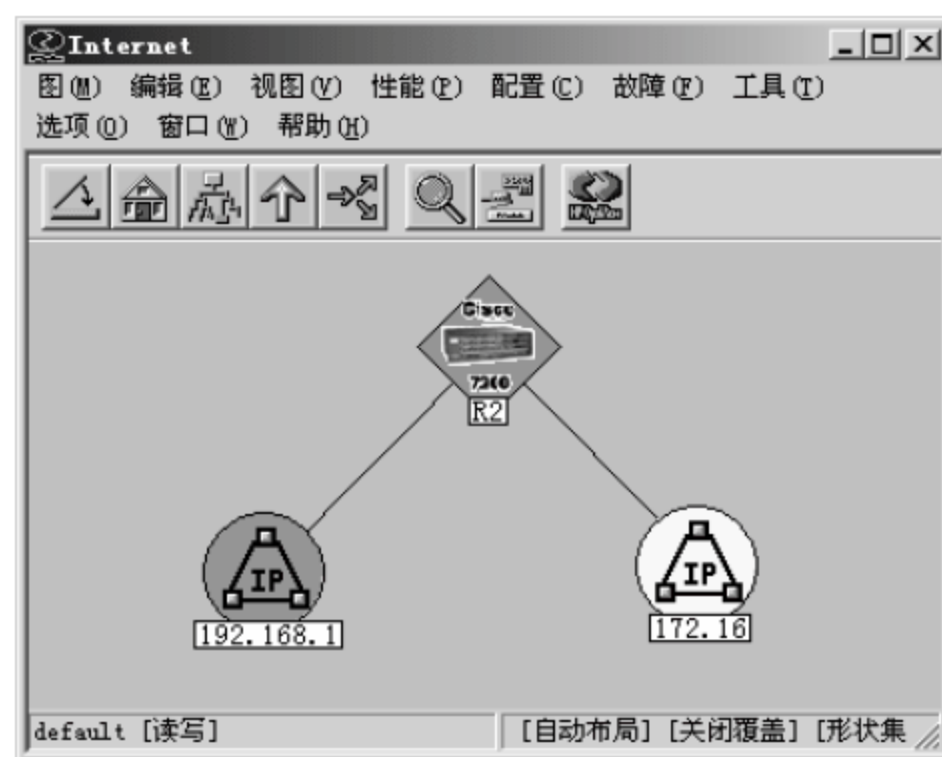 Internet
图(M) 编辑(E) 视图(V) 性能(P) 配置(C) 故障(F) 工具(T)
选项(O) 窗口(W) 帮助(H)
Cisco
7200
R2
IP
IP
192.168.1
172.16
default [读写]
[自动布局] [关闭覆盖] [形状集